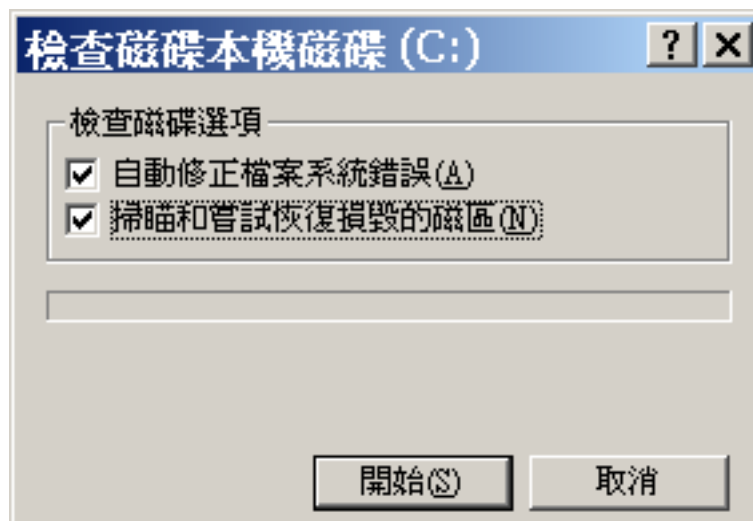 檢查磁碟本機磁碟 (C:)
檢查磁碟選項
自動修正檔案系統錯誤(A)
掃瞄和嘗試恢復損毀的磁區(N)
開始(S) 取消